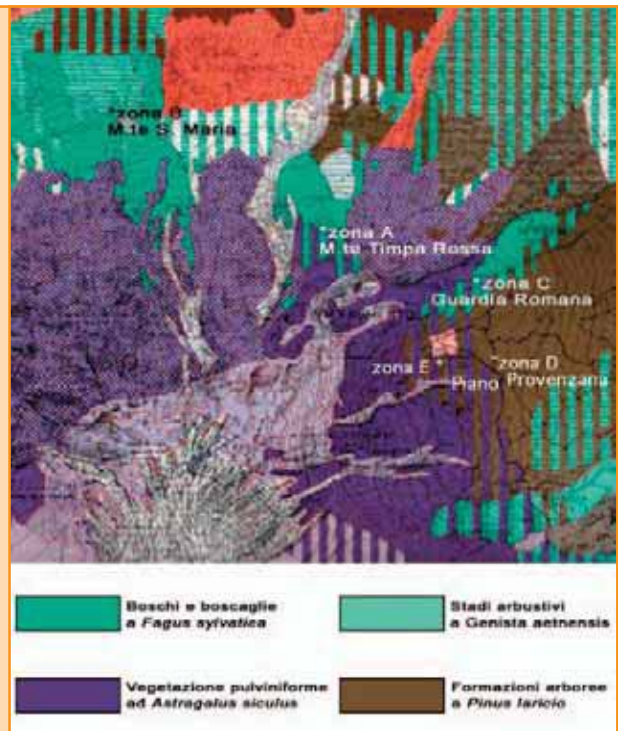 *zona B
M.te S. Maria
*zona A
M.te Timpa Rossa
*zona C
Guardia Romana
zona E *
*zona D
Piano Provenzana
Boschi e boscaglie
a Fagus sylvatica
Stadi arbustivi
a Genista aetnensis
Vegetazione pulviniforme
ad Astragalus siculus
Formazioni arboree
a Pinus laricio